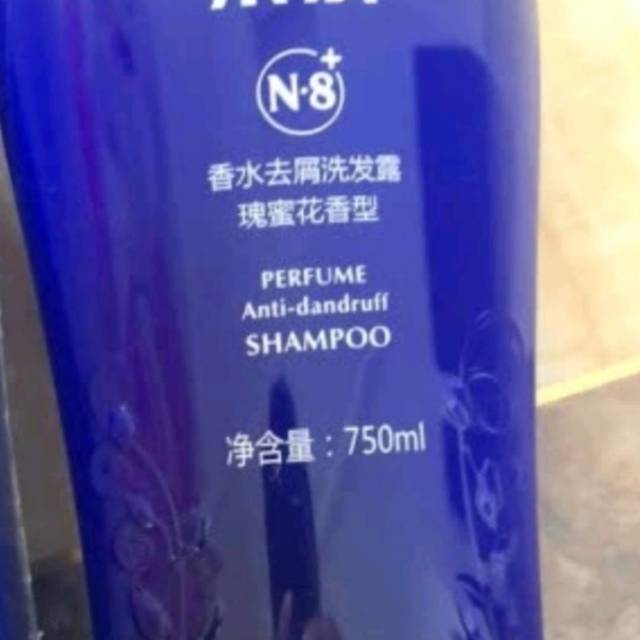 N·8+
香水去屑洗发露
瑰蜜花香型
PERFUME
Anti-dandruff
SHAMPOO
净含量：750ml